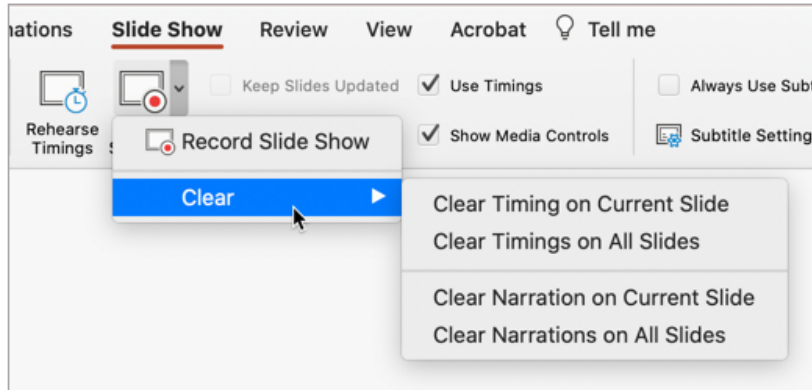 nations Slide Show Review View Acrobat Tell me
Keep Slides Updated Use Timings Always Use Subt
Rehearse
Timings
Show Media Controls Subtitle Setting
Record Slide Show
Clear
Clear Timing on Current Slide
Clear Timings on All Slides
Clear Narration on Current Slide
Clear Narrations on All Slides